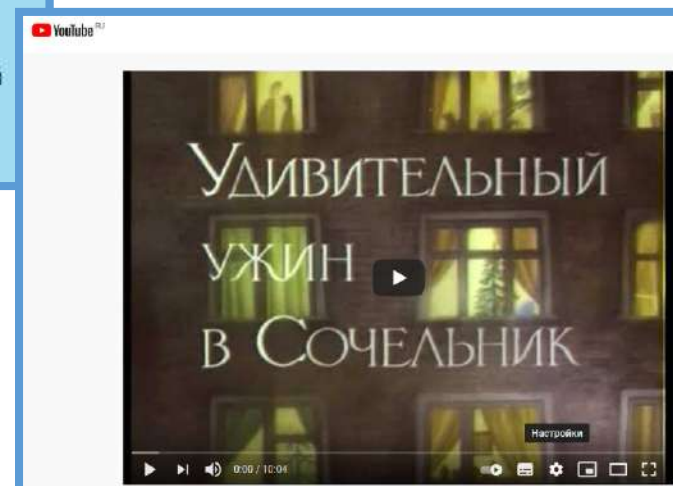 YouTube RU
Удивительный
ужин
в Сочельник
Настройки
0:00 / 10:04